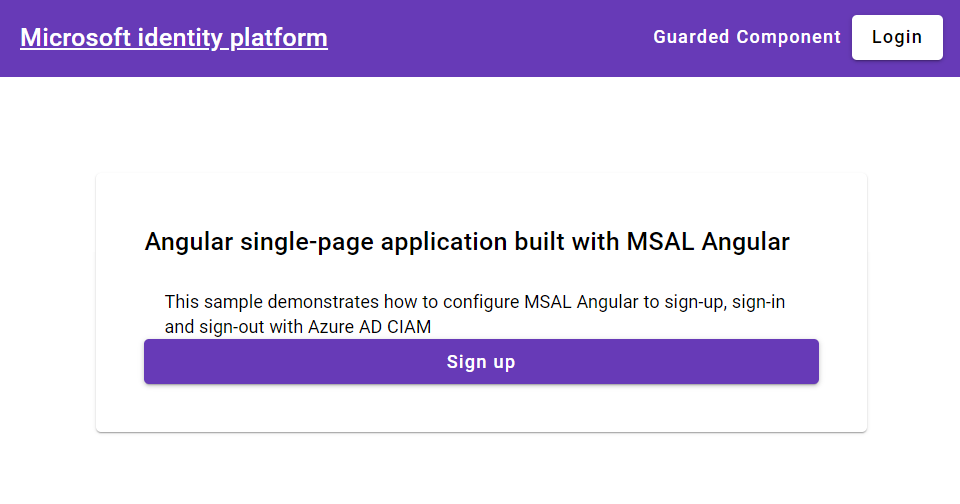 Microsoft identity platform
Guarded Component
Login
Angular single-page application built with MSAL Angular
This sample demonstrates how to configure MSAL Angular to sign-up, sign-in
and sign-out with Azure AD CIAM
Sign up